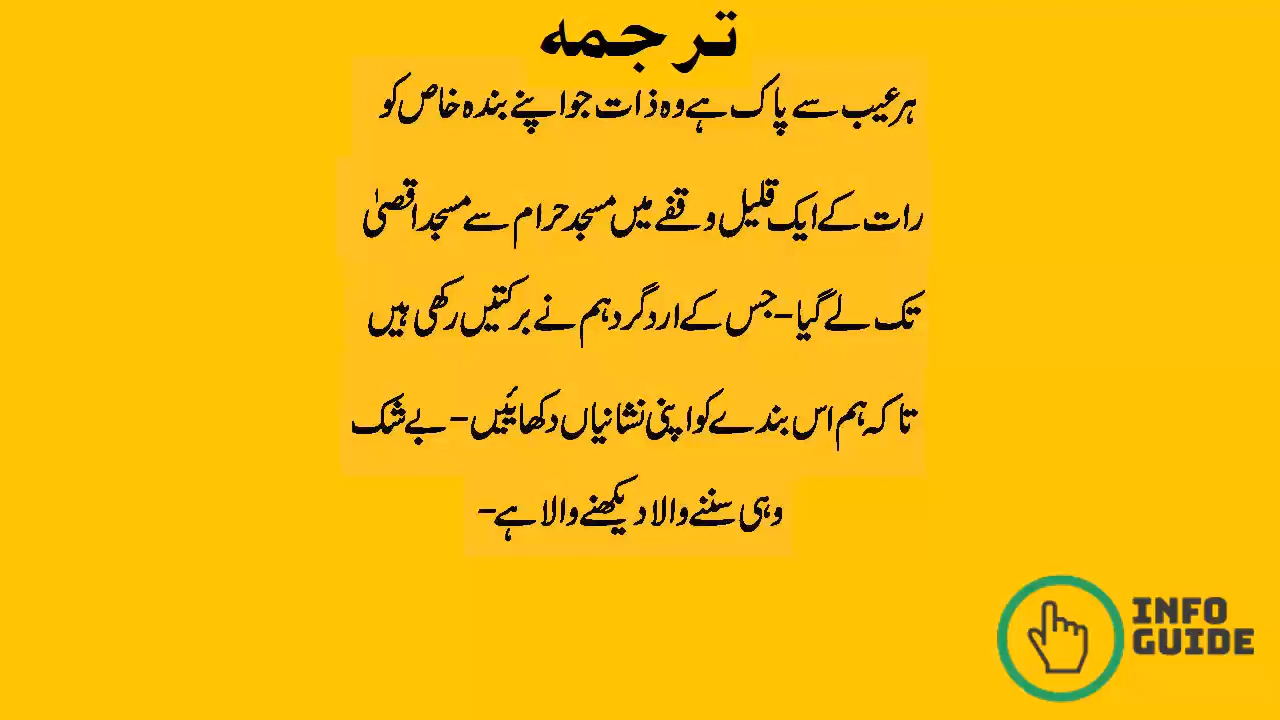 ترجمہ
ہر عیب سے پاک ہے وہ ذات جو اپنے بندہ خاص کو
رات کے ایک قلیل وقفے میں مسجد حرام سے مسجد اقصیٰ
تک لے گیا - جس کے ارد گرد ہم نے برکتیں رکھی ہیں
تاکہ ہم اس بندے کو اپنی نشانیاں دکھائیں - بے شک
وہی سننے والا دیکھنے والا ہے -
INFO
GUIDE